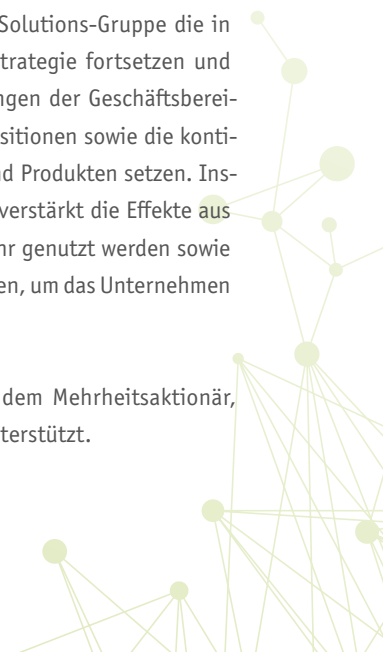 Solutions-Gruppe die in
trategie fortsetzen und
ngen der Geschäftsberei-
sitionen sowie die konti-
nd Produkten setzen. Ins-
verstärkt die Effekte aus
hr genutzt werden sowie
en, um das Unternehmen
dem Mehrheitsaktionär,
terstützt.